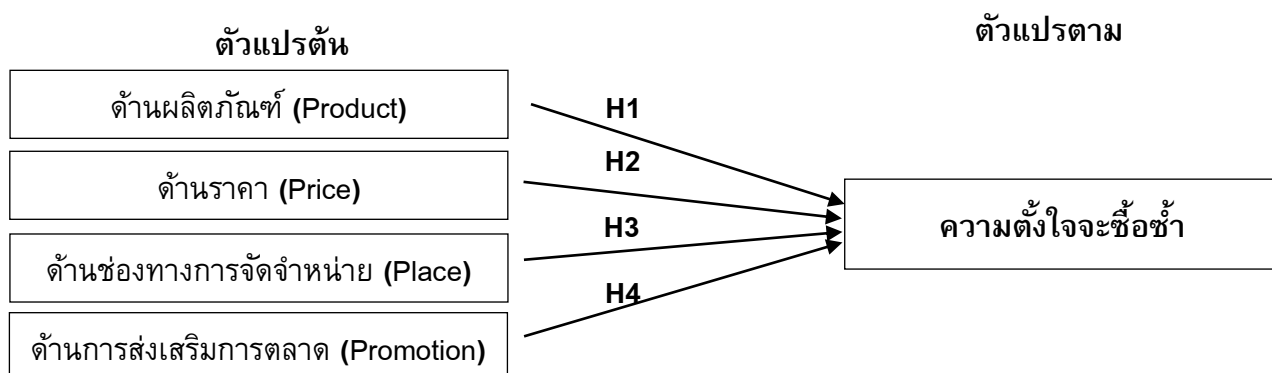 ตัวแปรต้น
ตัวแปรตาม
ด้านผลิตภัณฑ์ (Product)
H1
ด้านราคา (Price)
H2
ด้านช่องทางการจัดจำหน่าย (Place)
H3
ด้านการส่งเสริมการตลาด (Promotion)
H4
ความตั้งใจจะซื้อซ้ำ